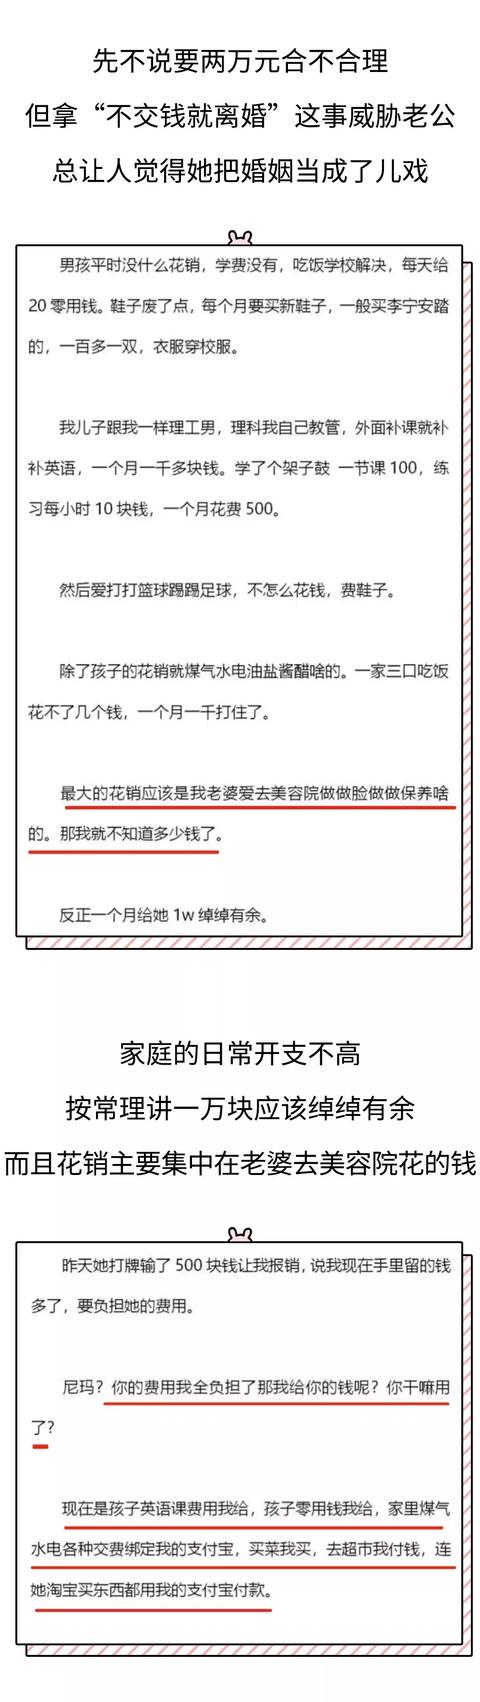 先不说要两万元合不合理
但拿“不交钱就离婚”这事威胁老公
总让人觉得她把婚姻当成了儿戏
男孩平时没什么花销，学费没有，吃饭学校解决，每天给
20 零用钱。鞋子废了点，每个月要买新鞋子，一般买李宁安踏
的，一百多一双，衣服穿校服。
我儿子跟我一样理工男，理科我自己教管，外面补课就补
补英语，一个月一千多块钱。学了个架子鼓 一节课 100，练
习每小时 10 块钱，一个月花费 500。
然后爱打打篮球踢踢足球，不怎么花钱，费鞋子。
除了孩子的花销就煤气水电油盐酱醋啥的。一家三口吃饭
花不了几个钱，一个月一千打住了。
最大的花销应该是我老婆爱去美容院做做脸做做保养啥
的。那我就不知道多少钱了。
反正一个月给她 1w 绰绰有余。
家庭的日常开支不高
按常理讲一万块应该绰绰有余
而且花销主要集中在老婆去美容院花的钱
昨天她打牌输了 500 块钱让我报销，说我现在手里留的钱
多了，要负担她的费用。
尼玛？你的费用我全负担了那我给你的钱呢？你干嘛用
了？
现在是孩子英语课费用我给，孩子零用钱我给，家里煤气
水电各种交费绑定我的支付宝，买菜我买，去超市我付钱，连
她淘宝买东西都用我的支付宝付款。